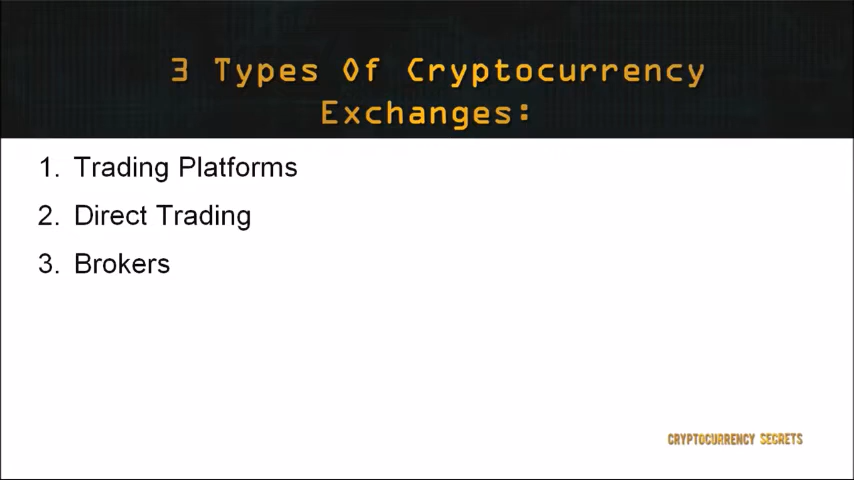 3 Types Of Cryptocurrency
Exchanges:
1. Trading Platforms
2. Direct Trading
3. Brokers
CRYPTOCURRENCY SECRETS